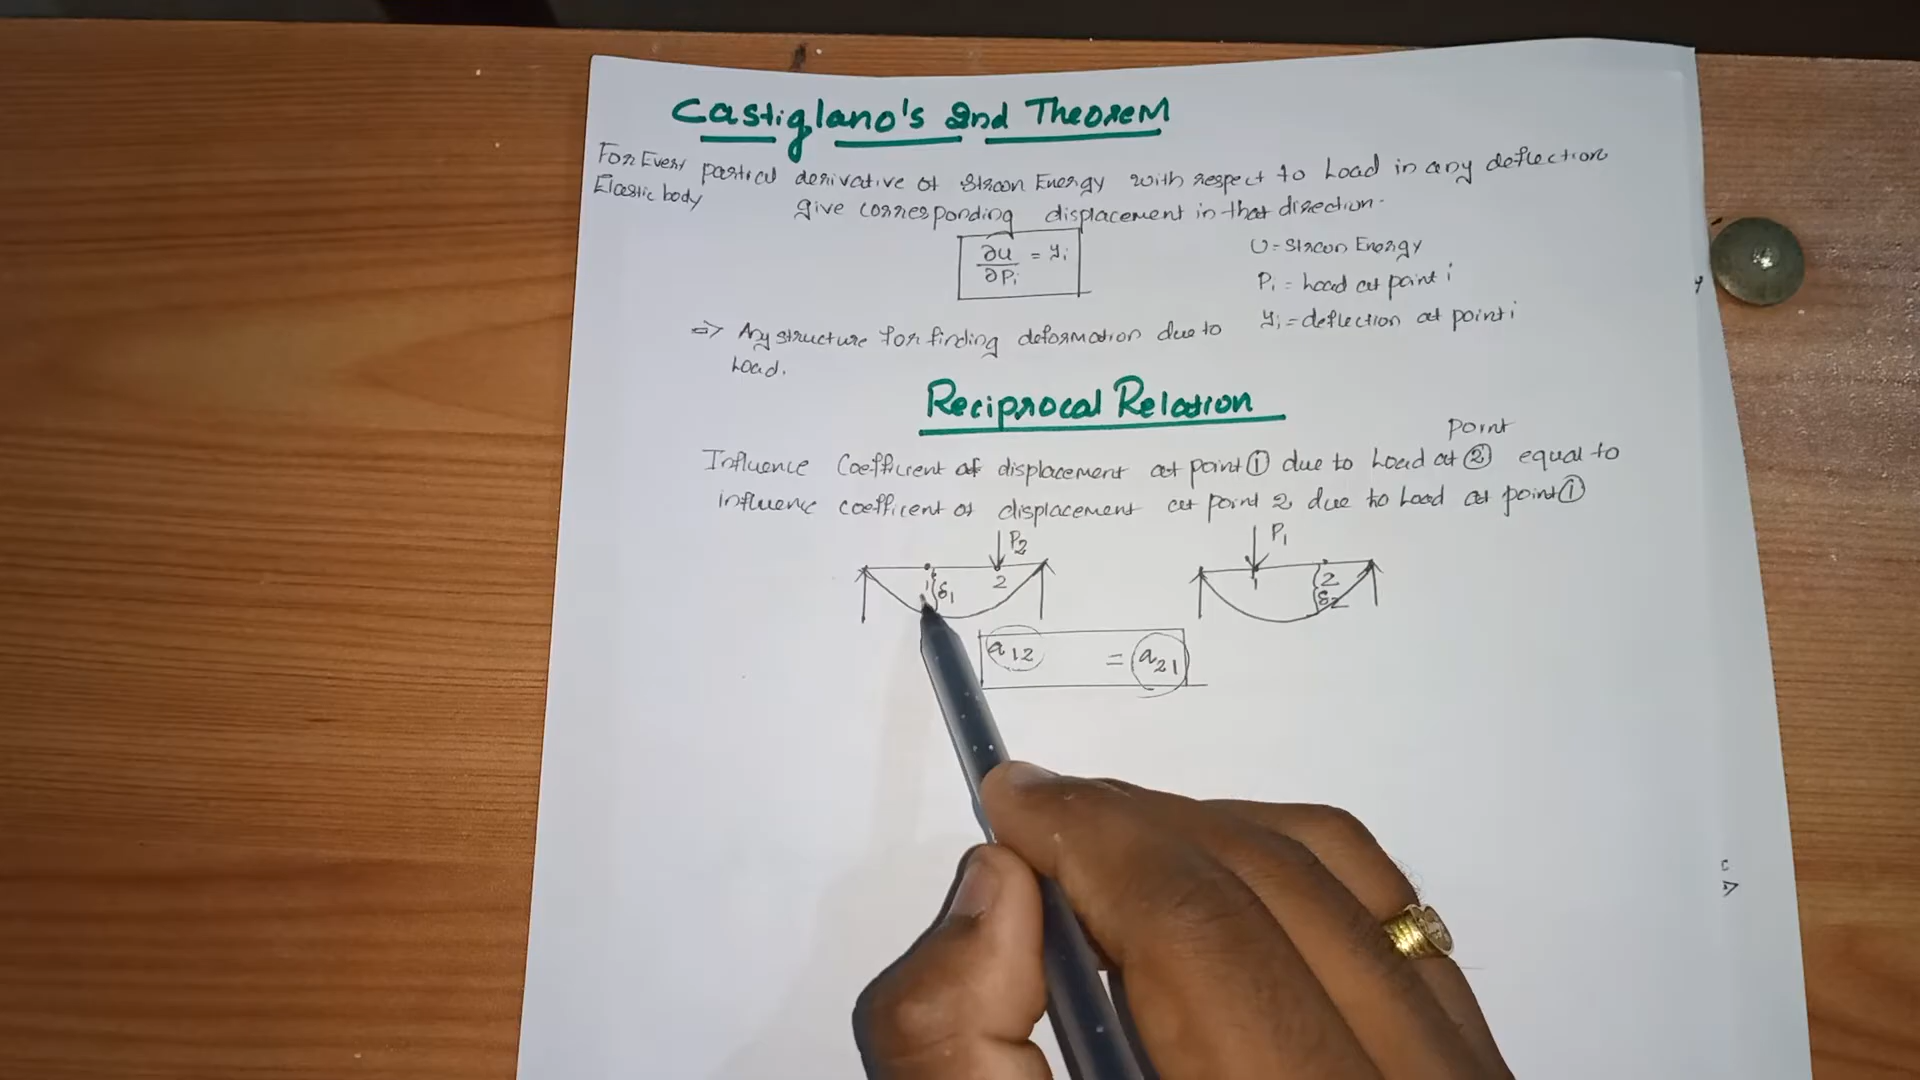 Castiglano's 2nd Theorem
For Every partical derivative of Strain Energy with respect to Load in any deflection
Elastic body give corresponding displacement in that direction.
∂U/∂Pi = yi
U = Strain Energy
Pi = Load at point i
yi = deflection at point i
=> Any structure for finding deformation due to
Load.
Reciprocal Relation
point
Influence Coefficient of displacement at point ① due to Load at ② equal to
influence coefficent of displacement at point 2 due to Load at point ①
P2
P1
1 δ1 2
1 2
δ2
a12 = a21